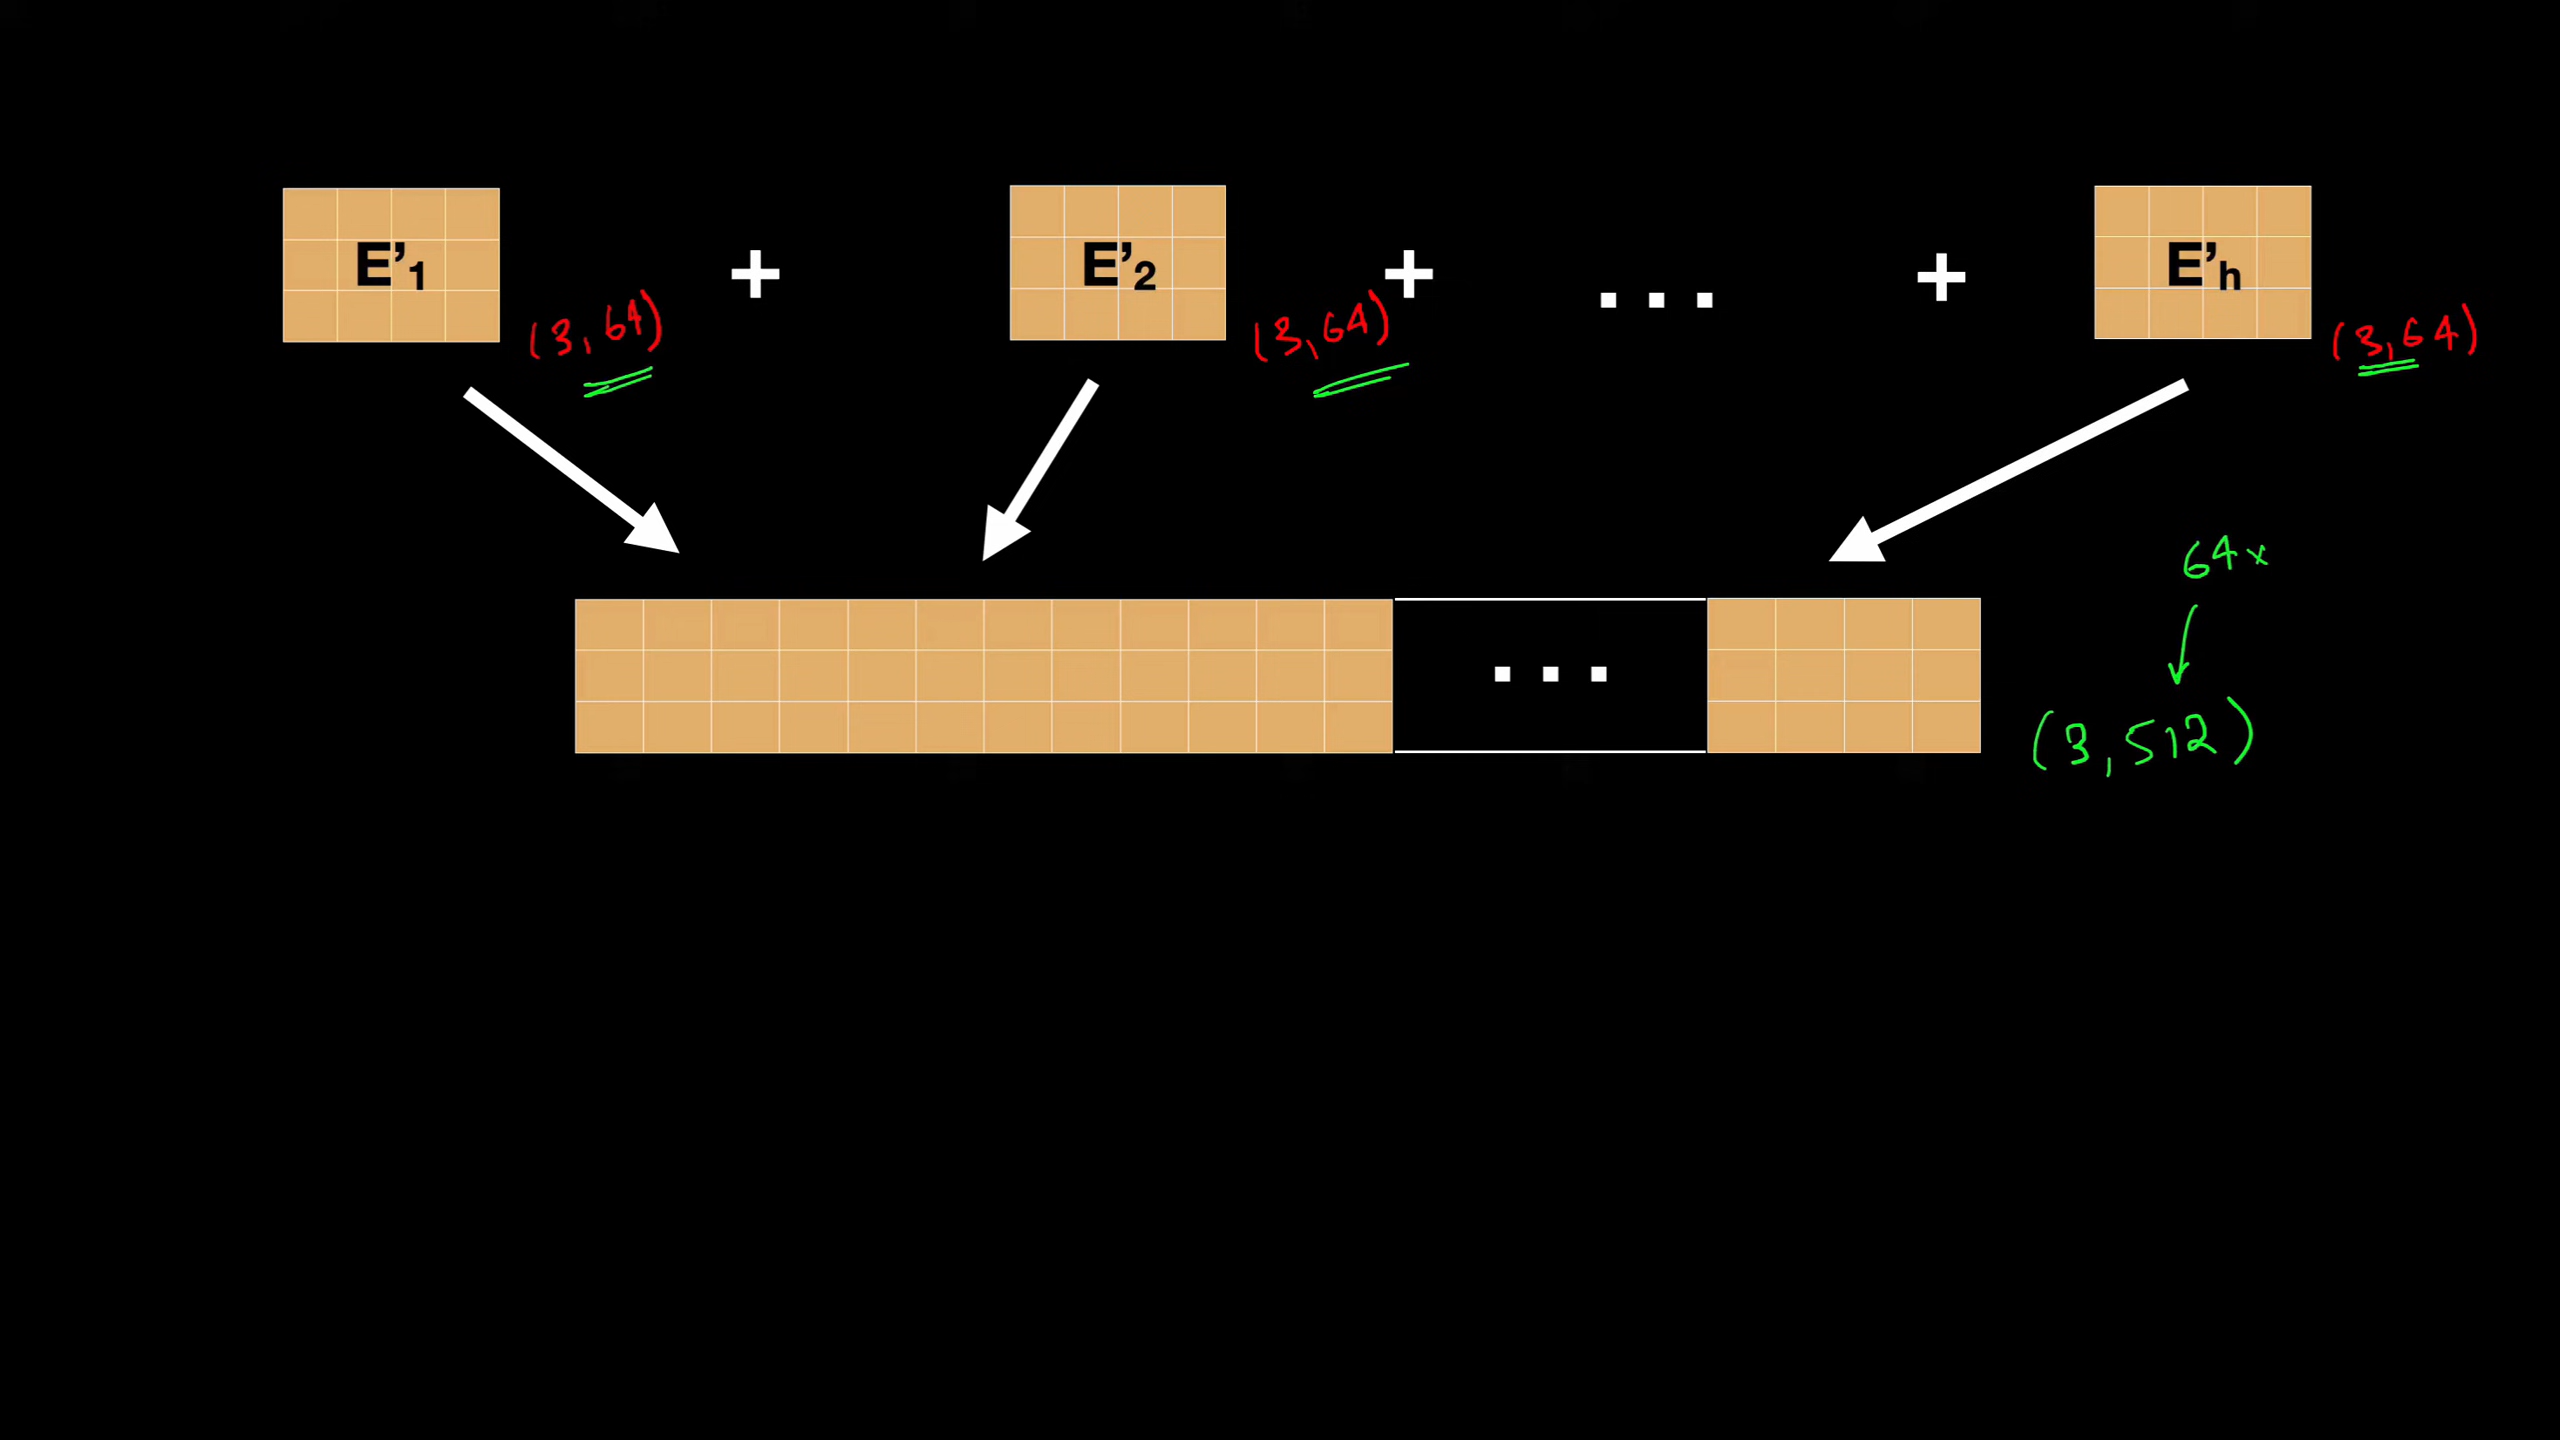 E’1 + E’2 + ... + E’h
(3,64) (3,64) (3,64)
64x
...
(3,512)